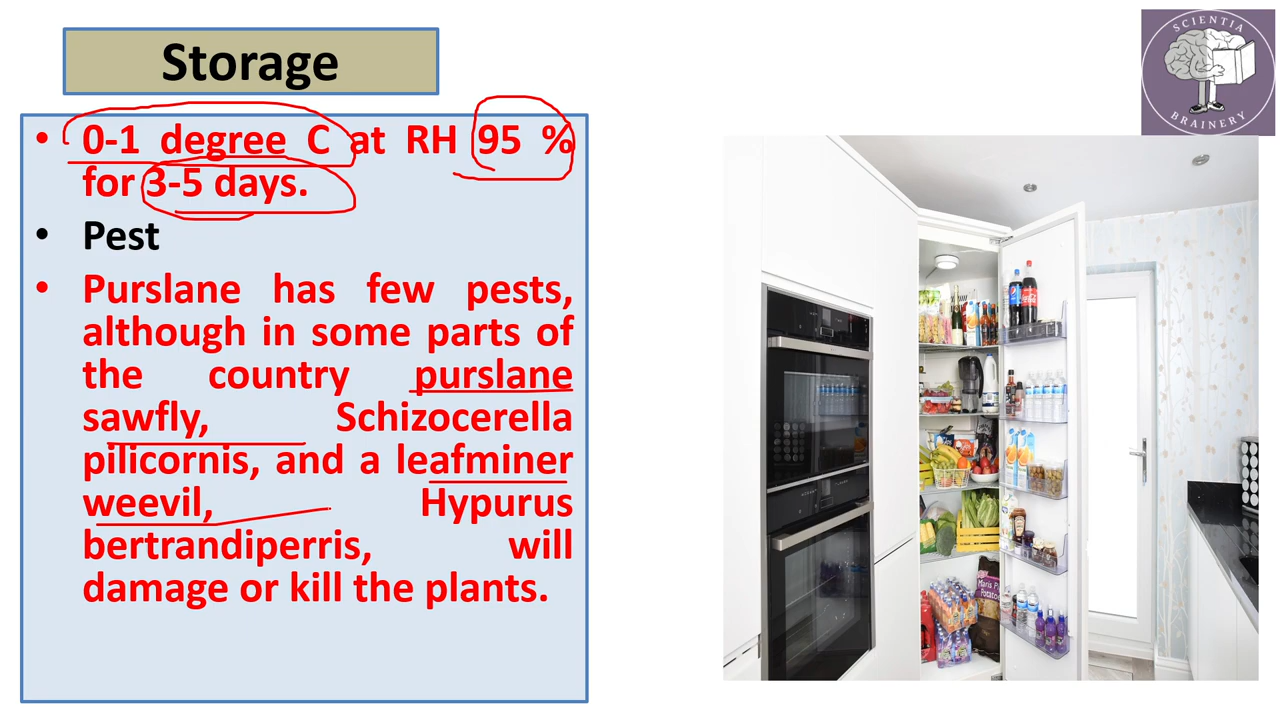 Storage
SCIENTIA
BRAINERY
• 0-1 degree C at RH 95 %
for 3-5 days.
• Pest
• Purslane has few pests,
although in some parts of
the country purslane
sawfly, Schizocerella
pilicornis, and a leafminer
weevil, Hypurus
bertrandiperris, will
damage or kill the plants.
Maris